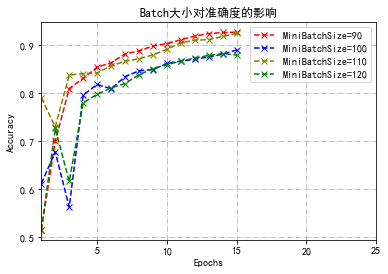 Batch大小对准确度的影响
MiniBatchSize=90
MiniBatchSize=100
MiniBatchSize=110
MiniBatchSize=120
Accuracy
0.9
0.8
0.7
0.6
0.5
5 10 15 20 25
Epochs